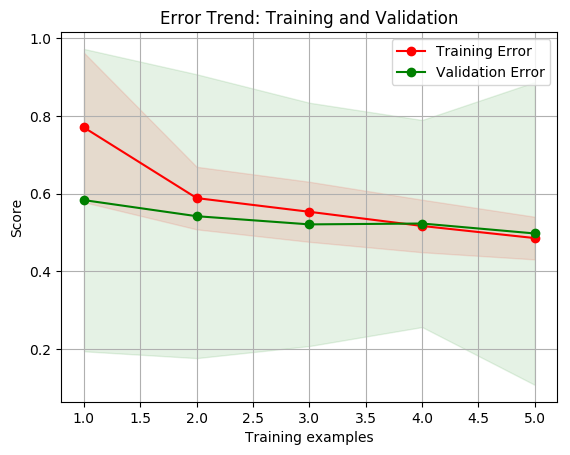 Error Trend: Training and Validation
Training Error
Validation Error
1.0
0.8
0.6
0.4
0.2
Score
1.0 1.5 2.0 2.5 3.0 3.5 4.0 4.5 5.0
Training examples